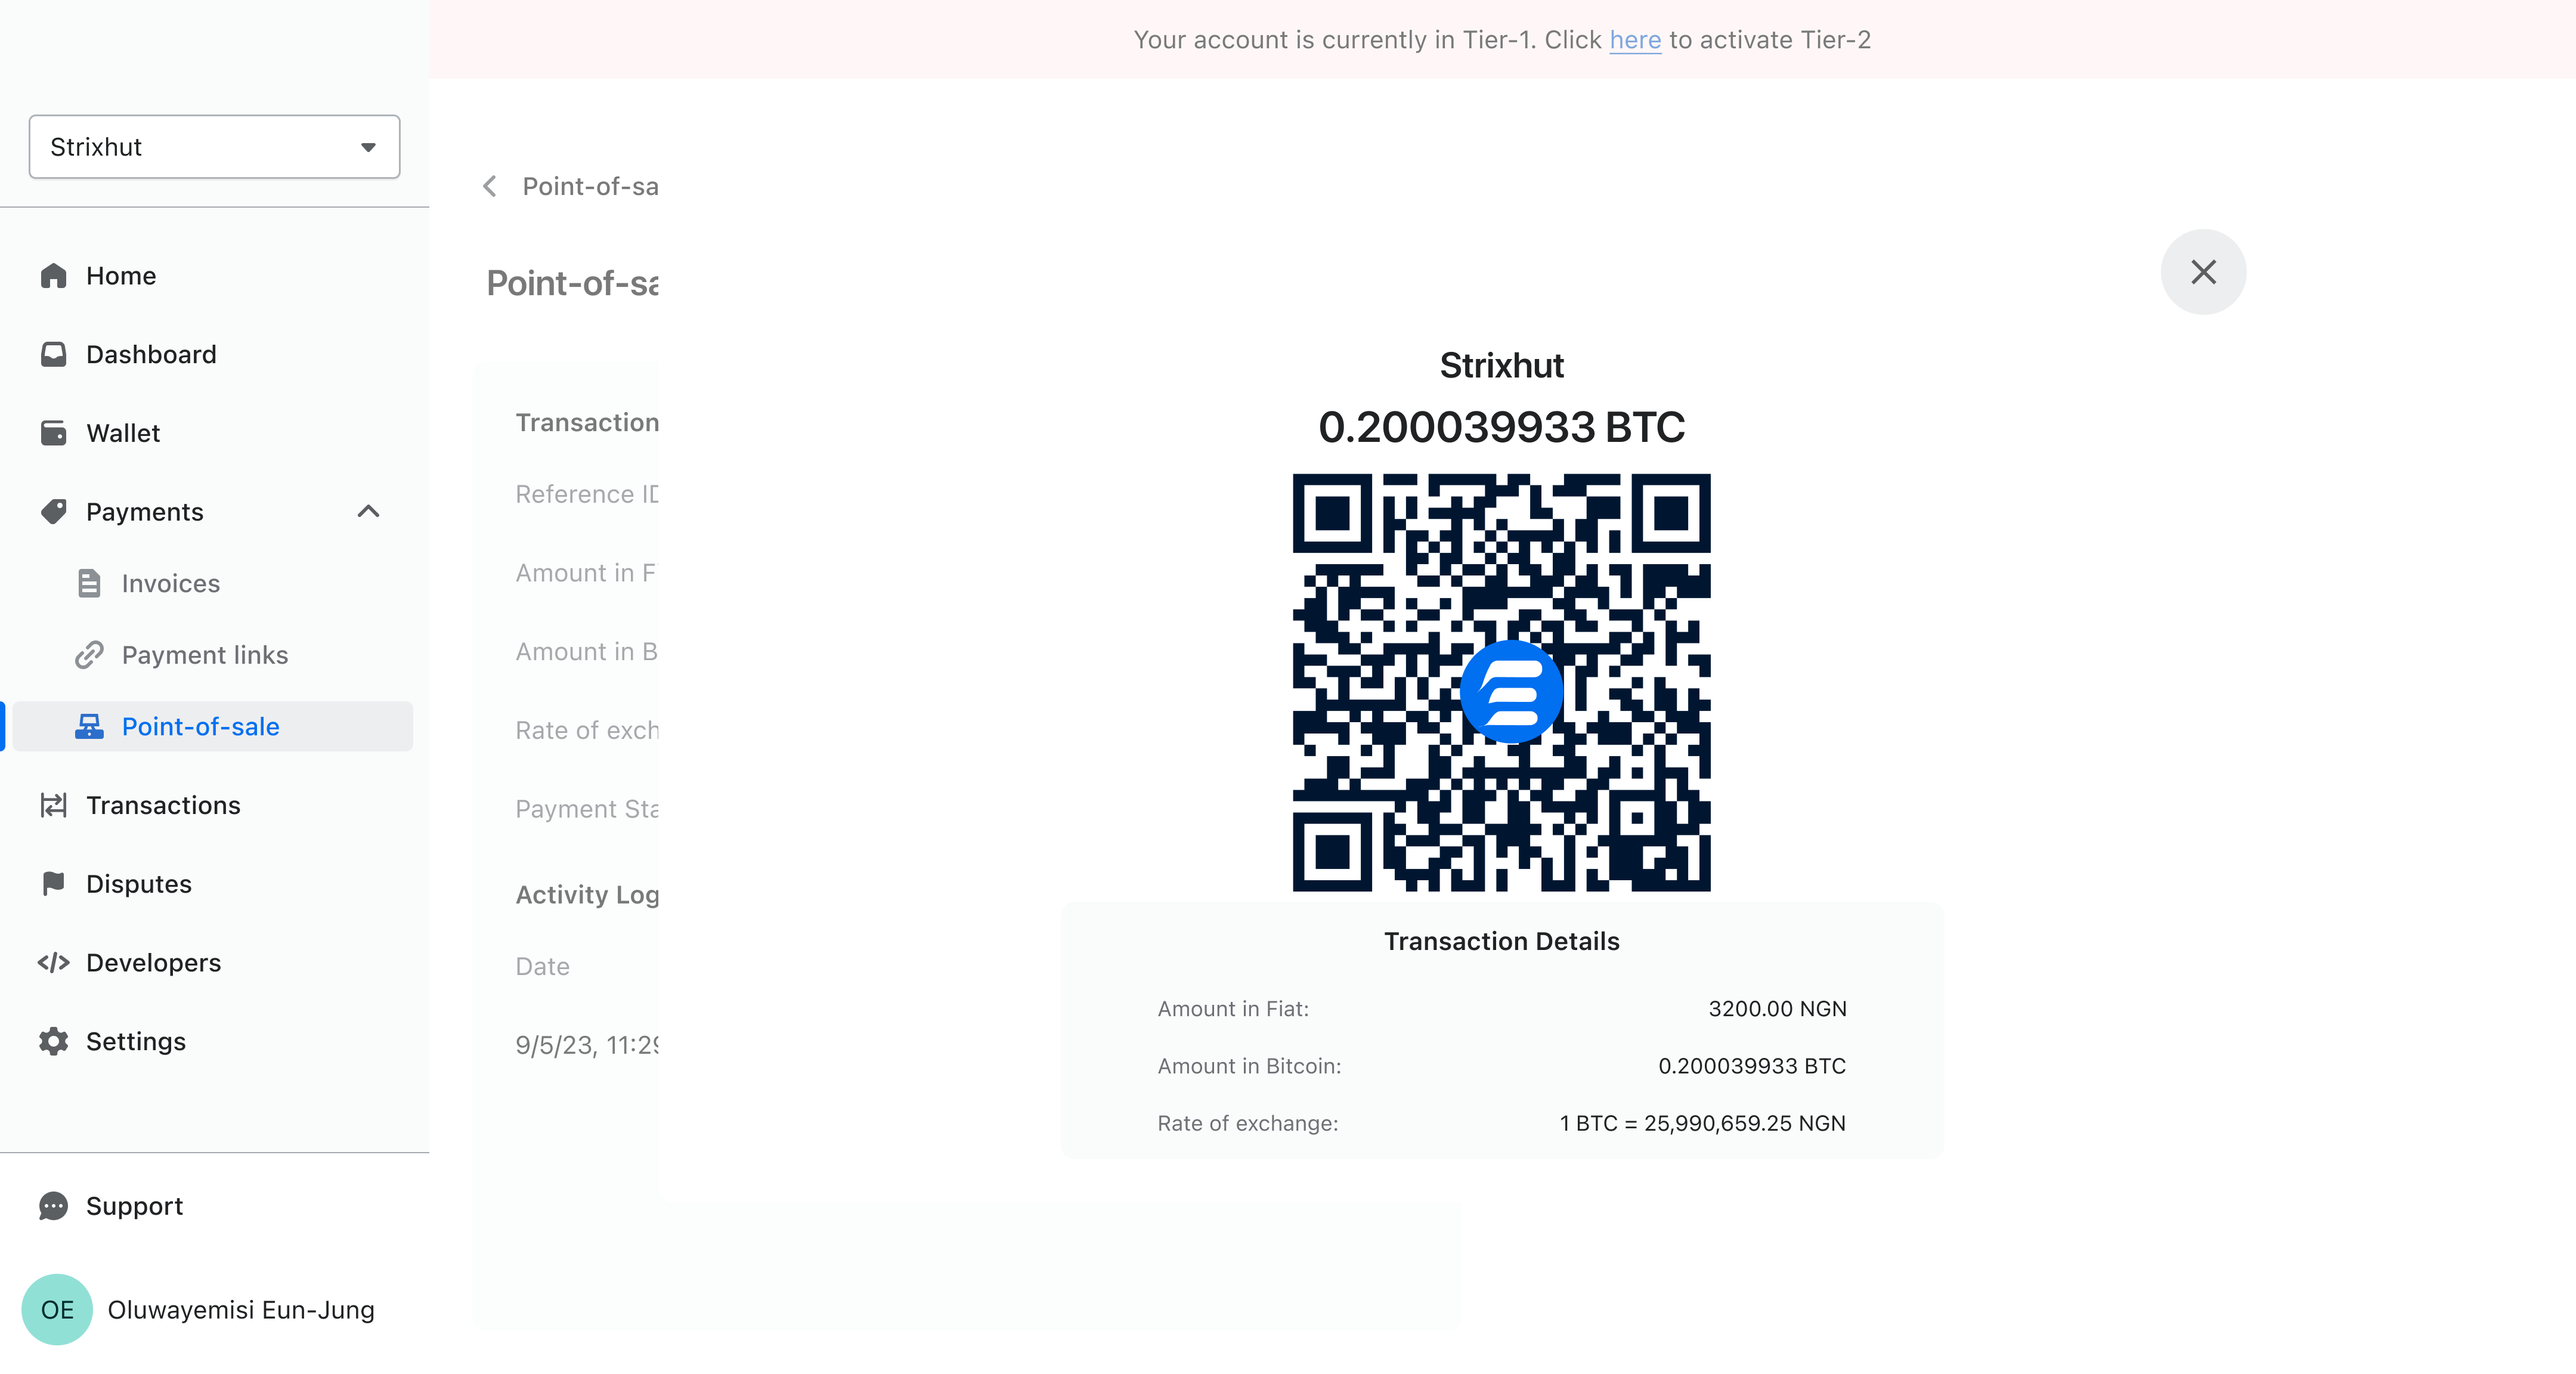 Your account is currently in Tier-1. Click here to activate Tier-2
Strixhut
Home
Dashboard
Wallet
Payments
Invoices
Payment links
Point-of-sale
Transactions
Disputes
Developers
Settings
Support
OE
Oluwayemisi Eun-Jung
Point-of-sa
Point-of-sa
Transaction
Reference ID
Amount in F
Amount in B
Rate of exch
Payment Sta
Activity Log
Date
9/5/23, 11:29
Strixhut
0.200039933 BTC
Transaction Details
Amount in Fiat: 3200.00 NGN
Amount in Bitcoin: 0.200039933 BTC
Rate of exchange: 1 BTC = 25,990,659.25 NGN